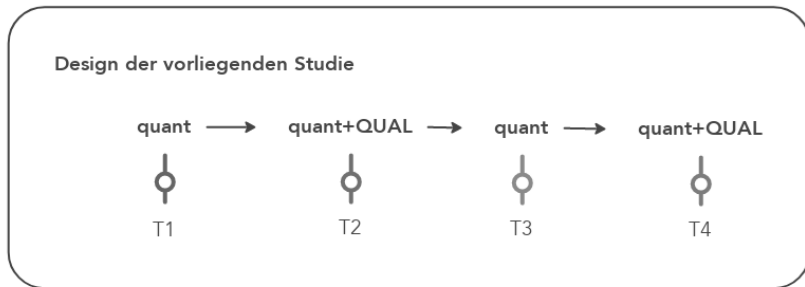 Design der vorliegenden Studie
quant → quant+QUAL → quant → quant+QUAL
T1 T2 T3 T4